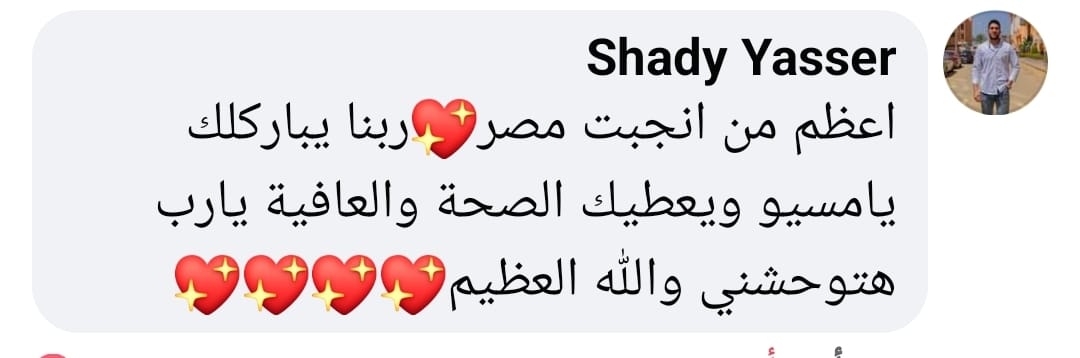 Shady Yasser
اعظم من انجبت مصر💖ربنا يباركلك
يامسيو ويعطيك الصحة والعافية يارب
هتوحشني والله العظيم💖💖💖💖